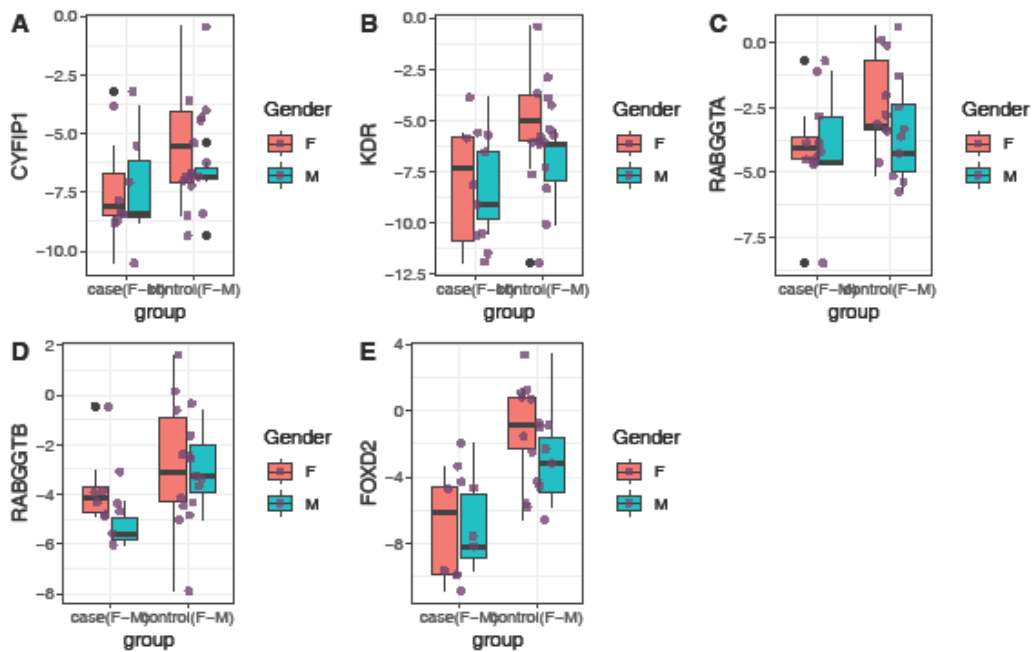 A
CYFIP1
0.0
−2.5
−5.0
−7.5
−10.0
case(F−M)
control(F−M)
group
Gender
F
M
B
KDR
0.0
−2.5
−5.0
−7.5
−10.0
−12.5
case(F−M)
control(F−M)
group
Gender
F
M
C
RABGGTA
0.0
−2.5
−5.0
−7.5
case(F−M)
control(F−M)
group
Gender
F
M
D
RABGGTB
2
0
−2
−4
−6
−8
case(F−M)
control(F−M)
group
Gender
F
M
E
FOXD2
4
0
−4
−8
case(F−M)
control(F−M)
group
Gender
F
M